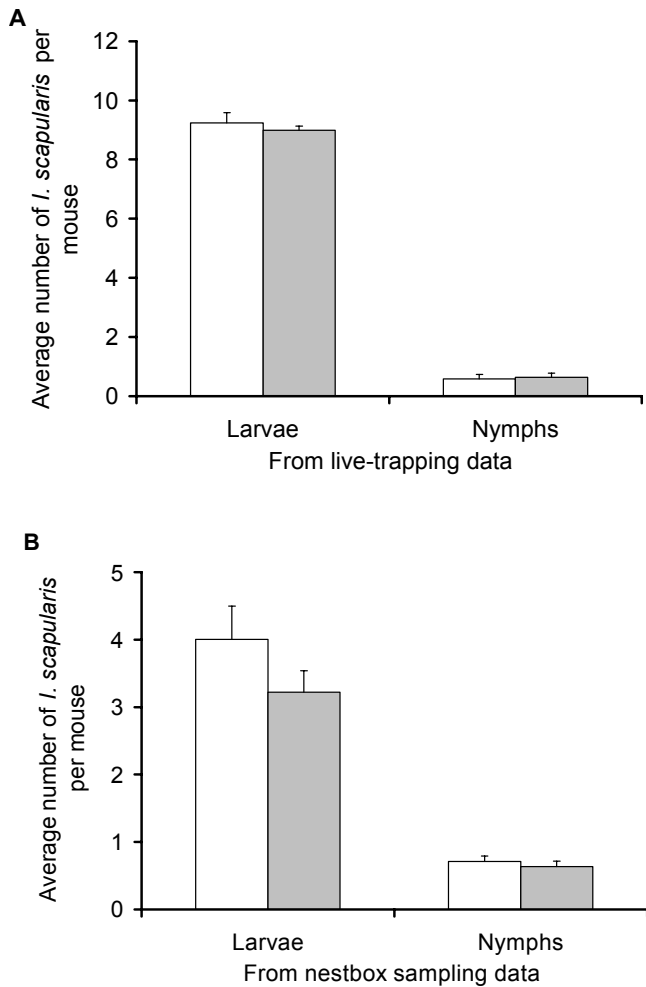 A
Average number of I. scapularis per
mouse
12
10
8
6
4
2
0
Larvae Nymphs
From live-trapping data
B
Average number of I. scapularis
per mouse
5
4
3
2
1
0
Larvae Nymphs
From nestbox sampling data